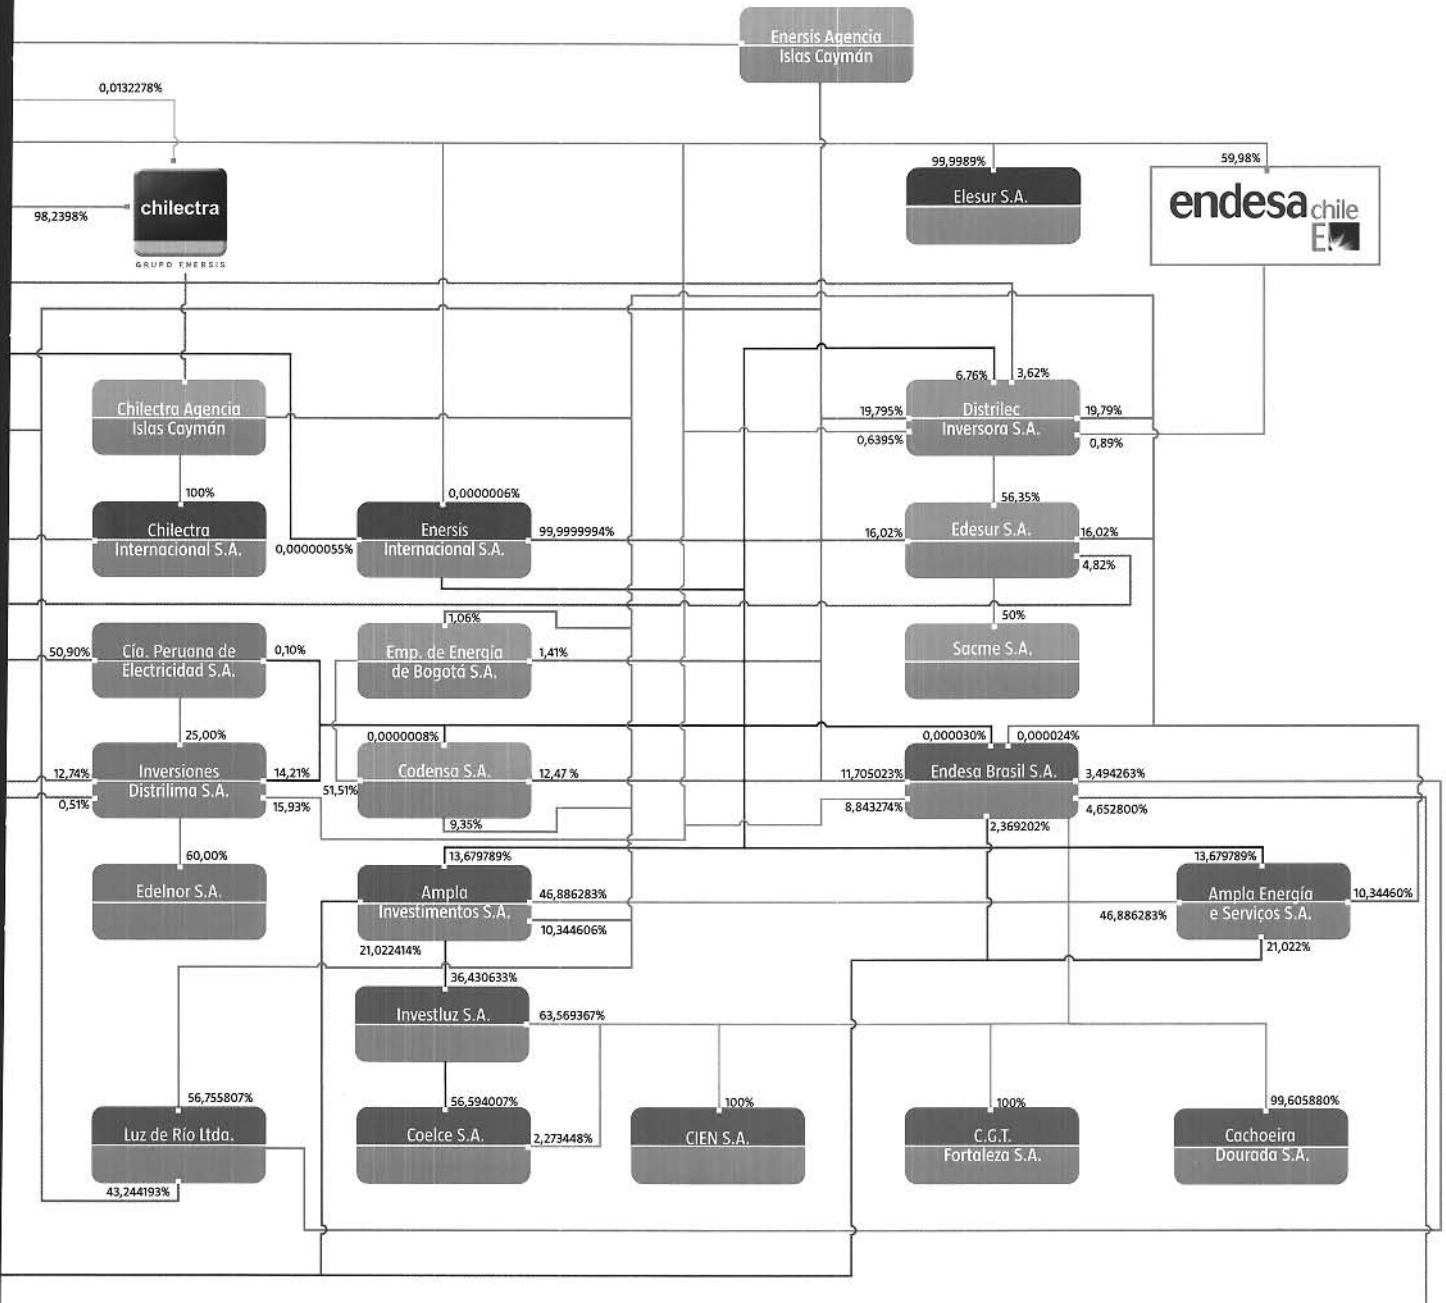 Enersis Agencia
Islas Caymán
0,0132278%
99,9989%
59,98%
98,2398%
chilectra
GRUPO ENERSIS
Elesur S.A.
endesa chile
E!
6,76%
3,62%
Chilectra Agencia
Islas Caymán
19,795%
Distrilec
Inversora S.A.
19,79%
0,6395%
0,89%
100%
0,0000006%
56,35%
Chilectra
Internacional S.A.
0,00000055%
Enersis
Internacional S.A.
99,9999994%
16,02%
Edesur S.A.
16,02%
4,82%
1,06%
50%
50,90%
Cía. Peruana de
Electricidad S.A.
0,10%
Emp. de Energía
de Bogotá S.A.
1,41%
Sacme S.A.
25,00%
0,0000008%
0,000030%
0,000024%
12,74%
Inversiones
Distrilima S.A.
14,21%
0,51%
15,93%
51,51%
Codensa S.A.
12,47 %
11,705023%
Endesa Brasil S.A.
3,494263%
8,843274%
4,652800%
9,35%
2,369202%
60,00%
13,679789%
13,679789%
Edelnor S.A.
Ampla
Investimentos S.A.
46,886283%
10,344606%
46,886283%
Ampla Energía
e Serviços S.A.
10,34460%
21,022414%
21,022%
36,430633%
Investluz S.A.
63,569367%
56,755807%
56,594007%
100%
100%
99,605880%
Luz de Río Ltda.
Coelce S.A.
2,273448%
CIEN S.A.
C.G.T.
Fortaleza S.A.
Cachoeira
Dourada S.A.
43,244193%